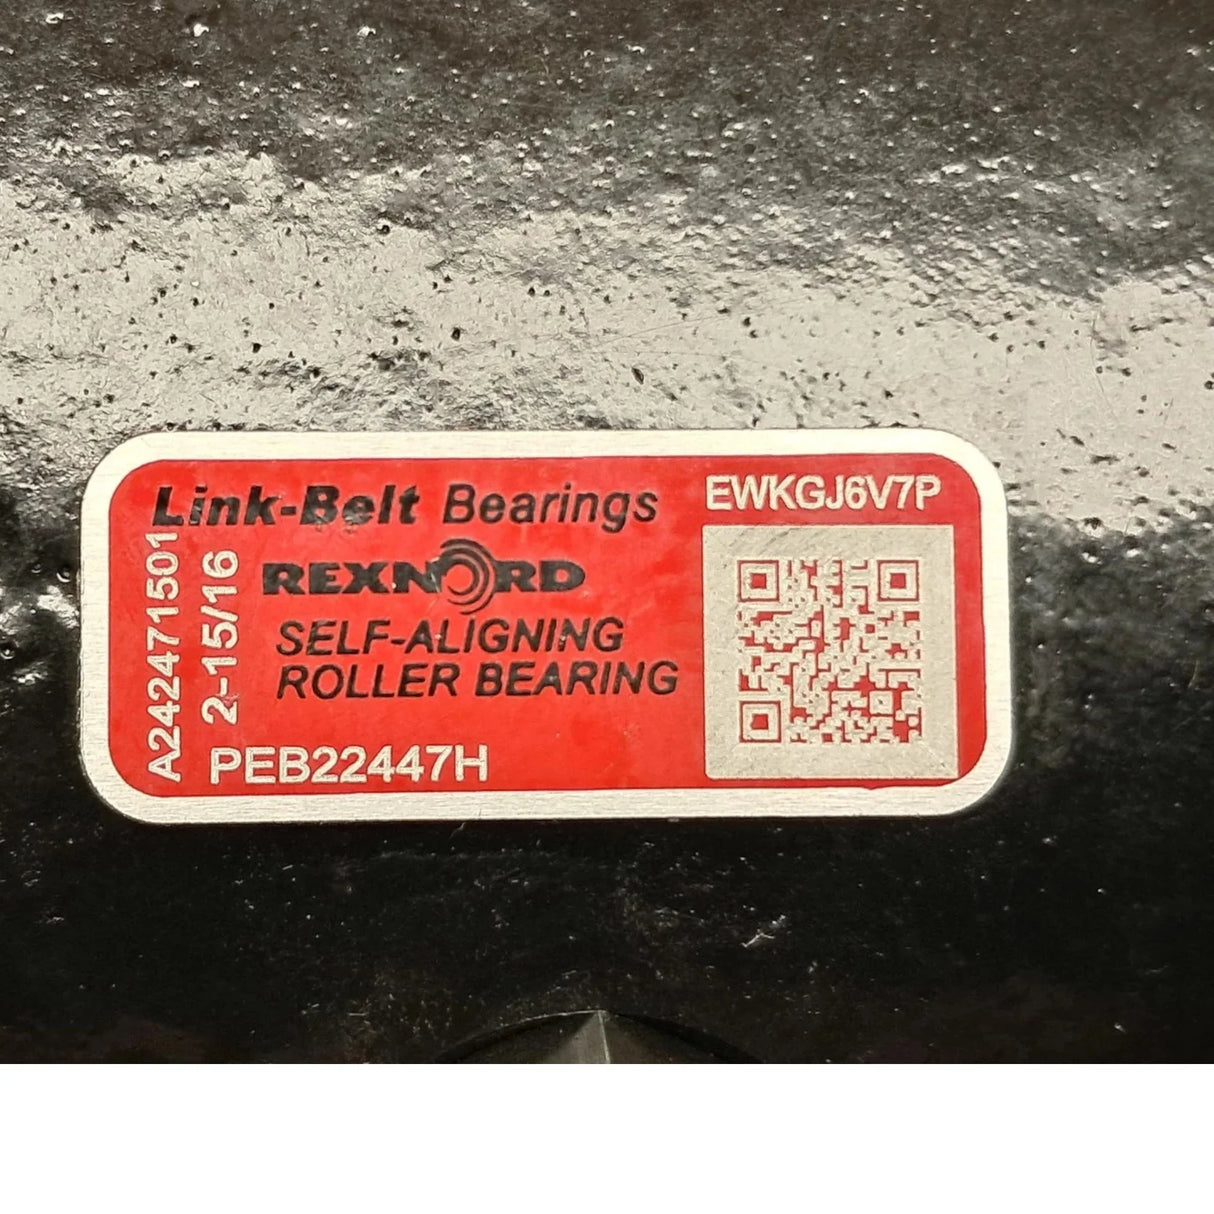 Link-Belt Bearings
REXNORD
SELF-ALIGNING
ROLLER BEARING
EWKGJ6V7P
A242471501
2-15/16
PEB22447H